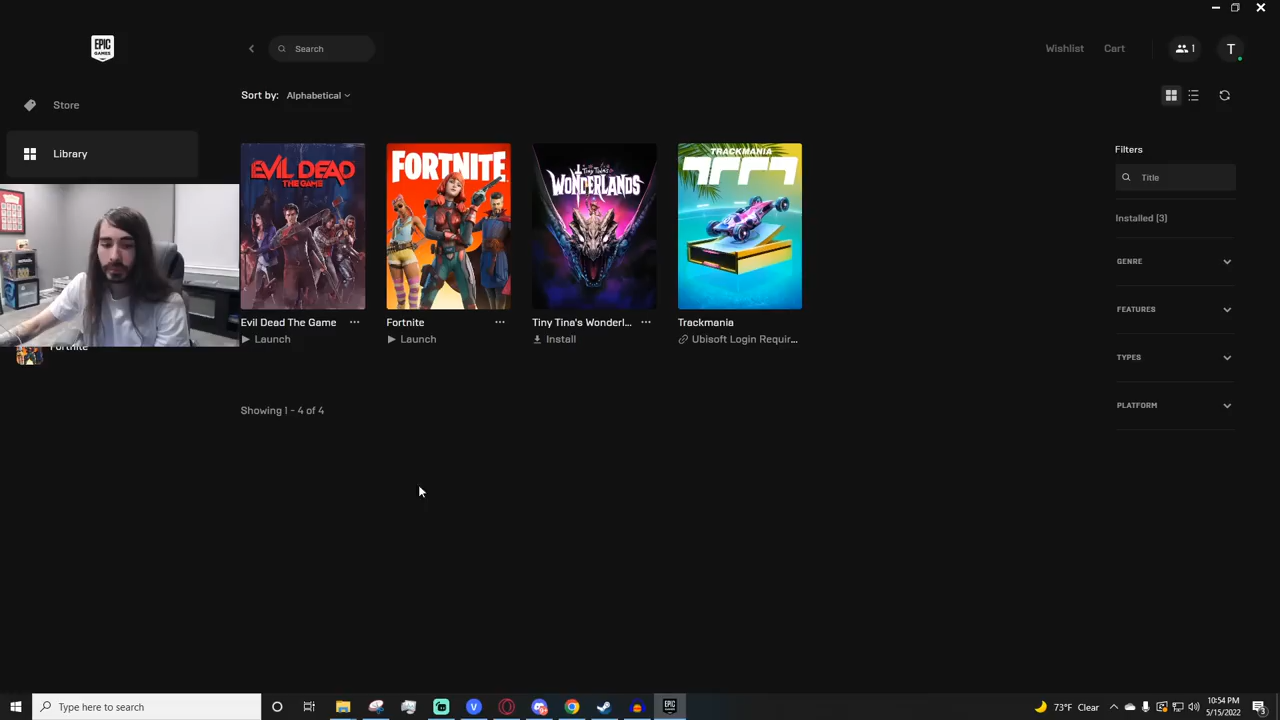 EPIC
GAMES
Search
Wishlist
Cart
1
T
Store
Sort by: Alphabetical
Library
Filters
Title
Installed (3)
GENRE
FEATURES
TYPES
PLATFORM
EVIL DEAD
THE GAME
FORTNITE
Tiny Tina's
WONDERLANDS
TRACKMANIA
Evil Dead The Game
Launch
Fortnite
Launch
Tiny Tina's Wonderl...
Install
Trackmania
Ubisoft Login Requir...
Fortnite
Showing 1 - 4 of 4
Type here to search
V
EPIC
GAMES
73°F Clear
10:54 PM
5/15/2022